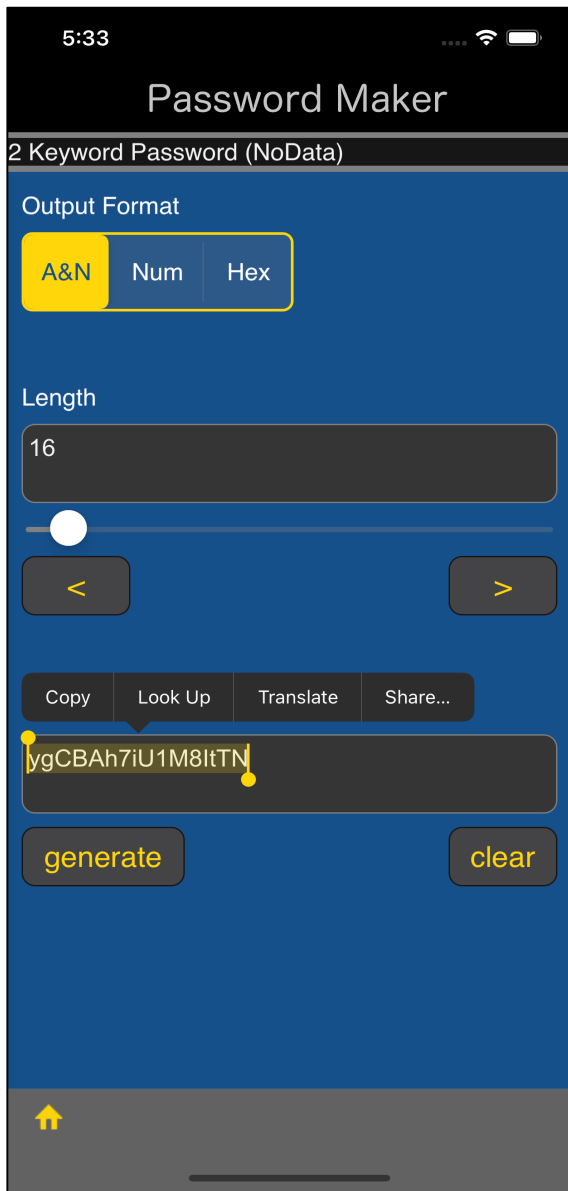 5:33
Password Maker
2 Keyword Password (NoData)
Output Format
A&N Num Hex
Length
16
< >
Copy Look Up Translate Share...
ygCBAh7iU1M8ItTN
generate clear